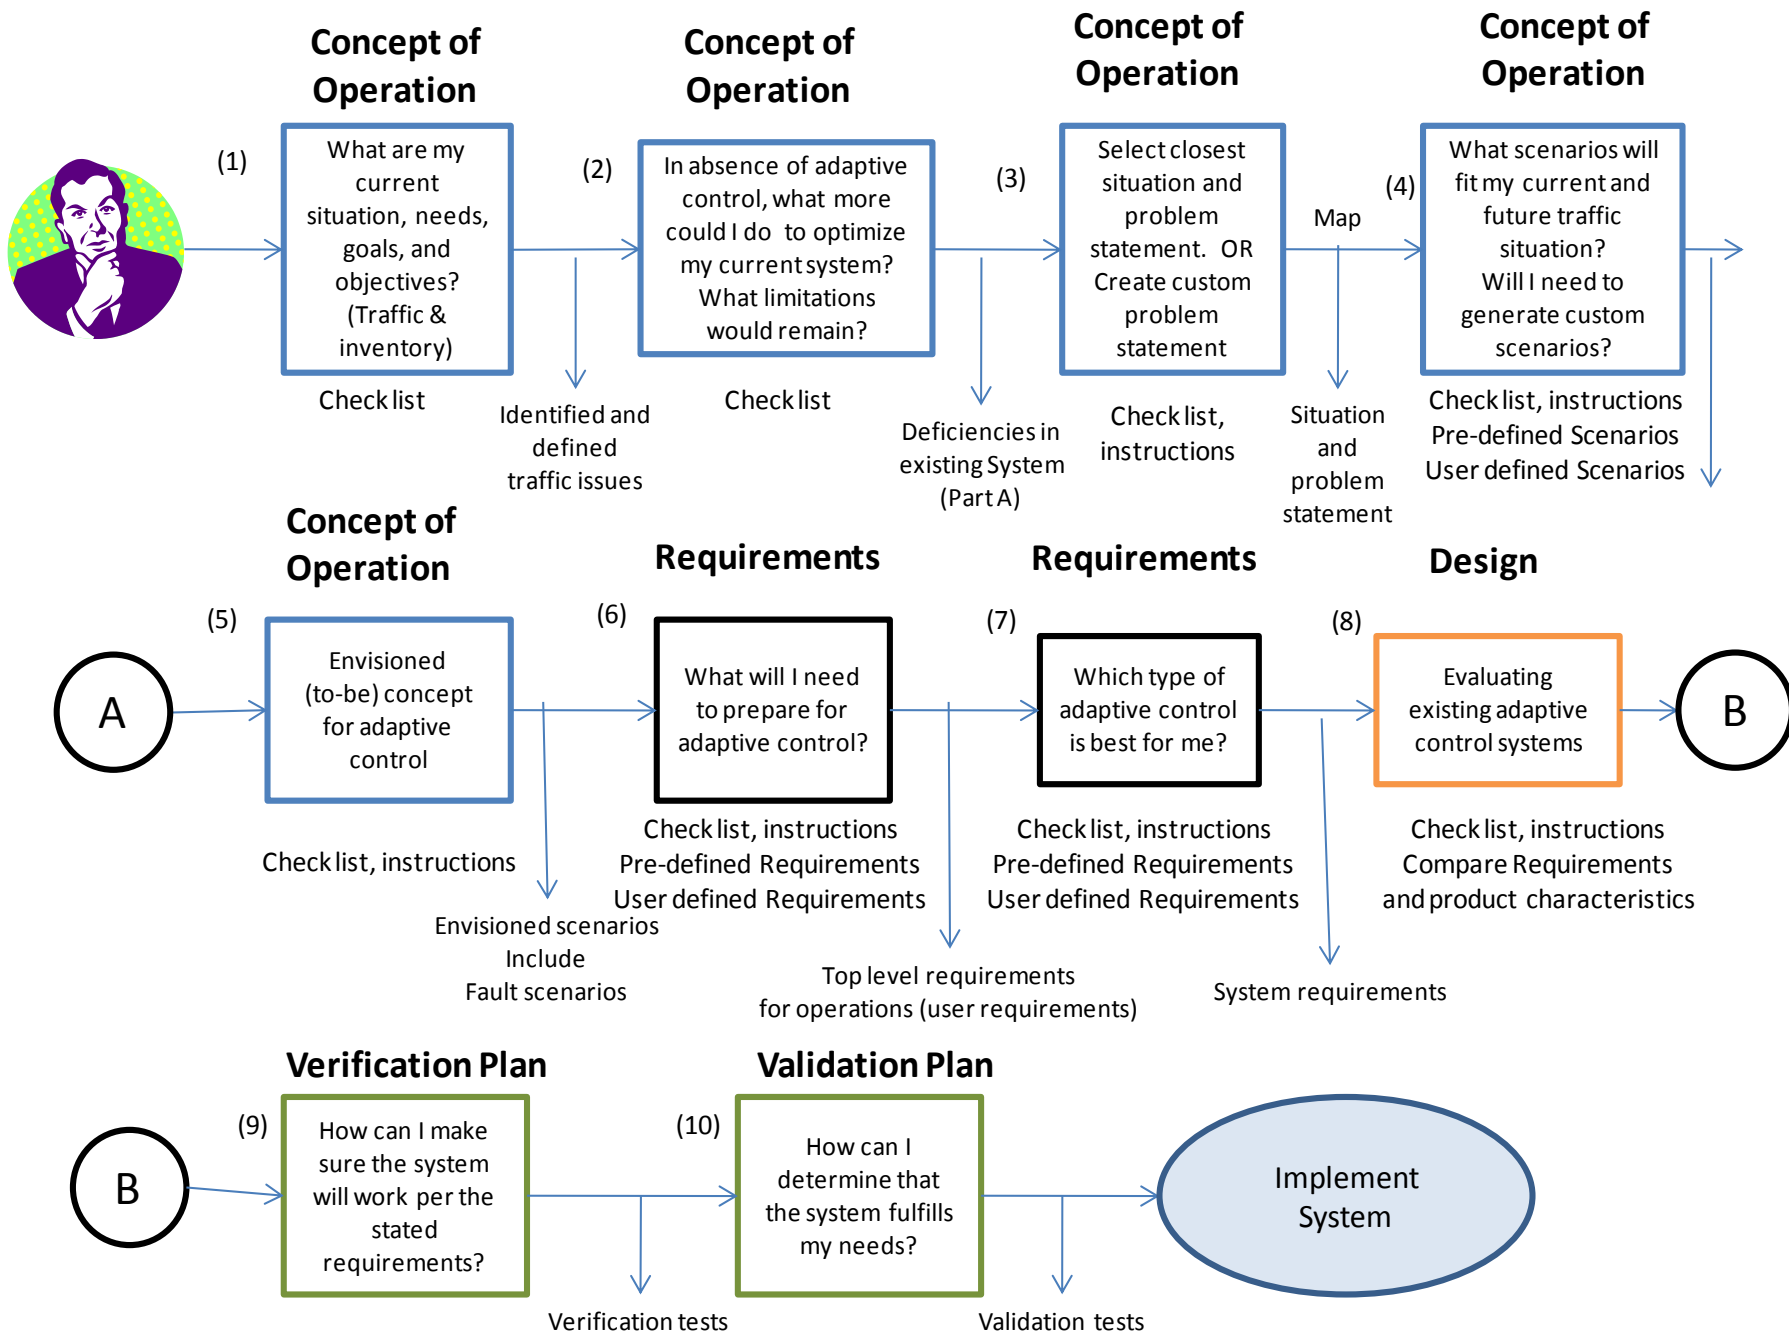 Concept of
Operation
(1)
What are my
current
situation, needs,
goals, and
objectives?
(Traffic &
inventory)
Check list
Identified and
defined
traffic issues
Concept of
Operation
(2)
In absence of adaptive
control, what more
could I do to optimize
my current system?
What limitations
would remain?
Check list
Deficiencies in
existing System
(Part A)
Concept of
Operation
(3)
Select closest
situation and
problem
statement. OR
Create custom
problem
statement
Check list,
instructions
Map
Situation
and
problem
statement
Concept of
Operation
(4)
What scenarios will
fit my current and
future traffic
situation?
Will I need to
generate custom
scenarios?
Check list, instructions
Pre-defined Scenarios
User defined Scenarios
A
Concept of
Operation
(5)
Envisioned
(to-be) concept
for adaptive
control
Check list, instructions
Envisioned scenarios
Include
Fault scenarios
Requirements
(6)
What will I need
to prepare for
adaptive control?
Check list, instructions
Pre-defined Requirements
User defined Requirements
Top level requirements
for operations (user requirements)
Requirements
(7)
Which type of
adaptive control
is best for me?
Check list, instructions
Pre-defined Requirements
User defined Requirements
System requirements
Design
(8)
Evaluating
existing adaptive
control systems
Check list, instructions
Compare Requirements
and product characteristics
B
B
Verification Plan
(9)
How can I make
sure the system
will work per the
stated
requirements?
Verification tests
Validation Plan
(10)
How can I
determine that
the system fulfills
my needs?
Validation tests
Implement
System